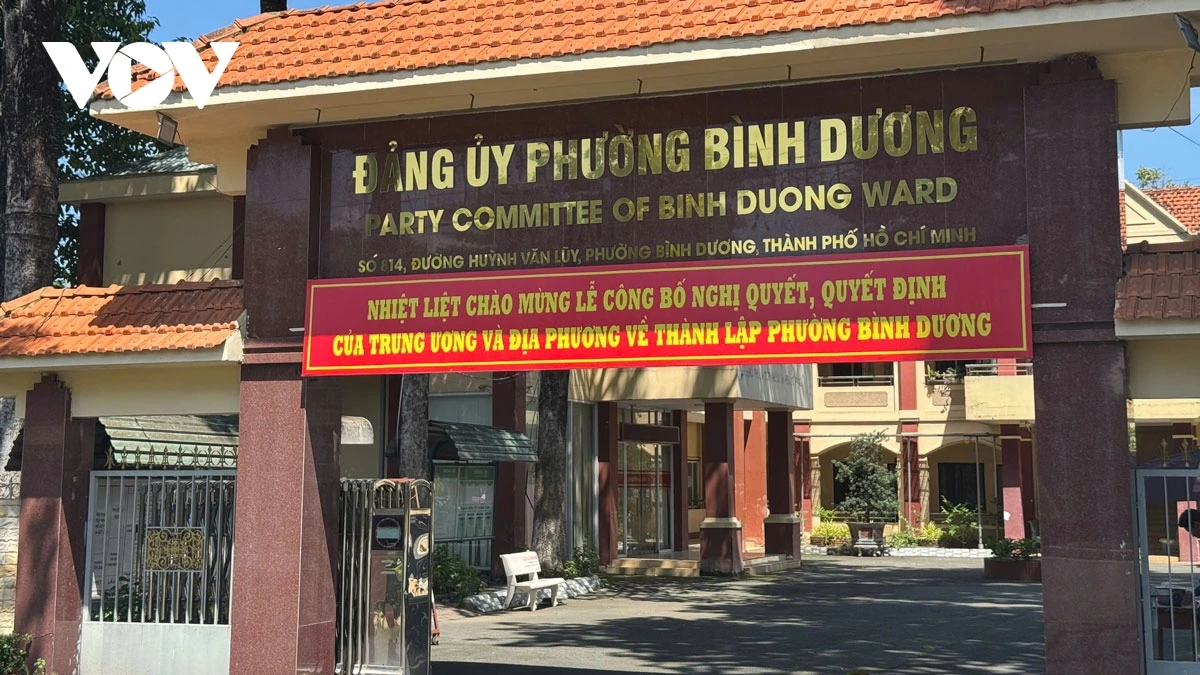 VOV
ĐẢNG ỦY PHƯỜNG BÌNH DƯƠNG
PARTY COMMITTEE OF BINH DUONG WARD
SỐ 814, ĐƯỜNG HUỲNH VĂN LŨY, PHƯỜNG BÌNH DƯƠNG, THÀNH PHỐ HỒ CHÍ MINH
NHIỆT LIỆT CHÀO MỪNG LỄ CÔNG BỐ NGHỊ QUYẾT, QUYẾT ĐỊNH
CỦA TRUNG ƯƠNG VÀ ĐỊA PHƯƠNG VỀ THÀNH LẬP PHƯỜNG BÌNH DƯƠNG